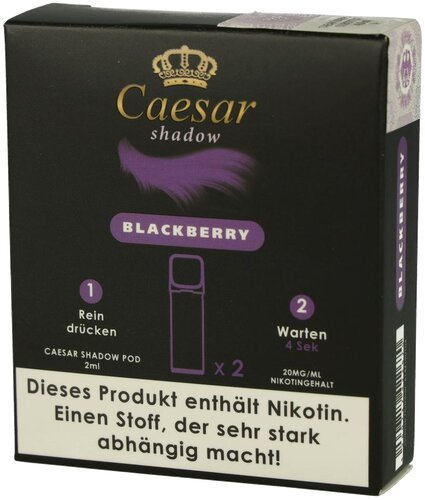 Caesar
shadow
BLACKBERRY
1
Rein
drücken
CAESAR SHADOW POD
2ml
x 2
2
Warten
4 Sek
20MG/ML
NIKOTINGEHALT
Dieses Produkt enthält Nikotin.
Einen Stoff, der sehr stark
abhängig macht!
BLACKBERRY